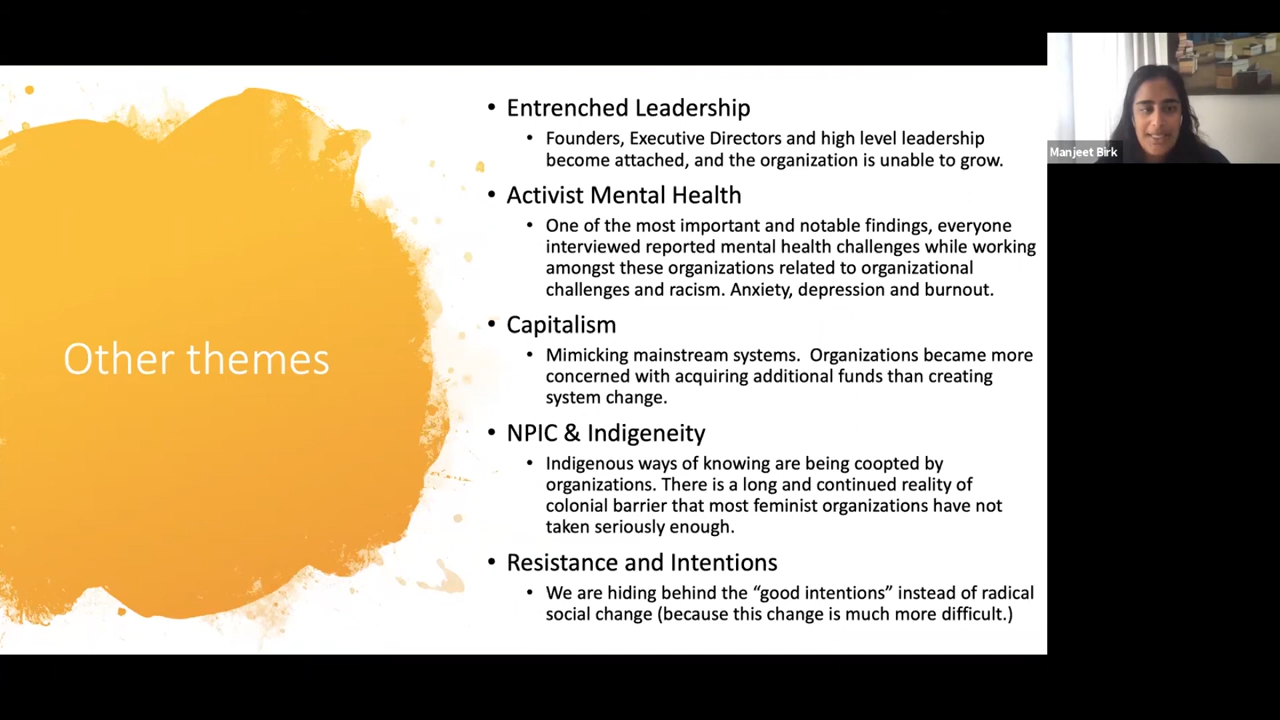 Other themes
• Entrenched Leadership
• Founders, Executive Directors and high level leadership
become attached, and the organization is unable to grow.
• Activist Mental Health
• One of the most important and notable findings, everyone
interviewed reported mental health challenges while working
amongst these organizations related to organizational
challenges and racism. Anxiety, depression and burnout.
• Capitalism
• Mimicking mainstream systems.  Organizations became more
concerned with acquiring additional funds than creating
system change.
• NPIC & Indigeneity
• Indigenous ways of knowing are being coopted by
organizations. There is a long and continued reality of
colonial barrier that most feminist organizations have not
taken seriously enough.
• Resistance and Intentions
• We are hiding behind the “good intentions” instead of radical
social change (because this change is much more difficult.)
Manjeet Birk